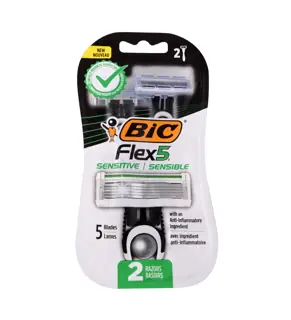 NEW
NOUVEAU
2
BIC
Flex5
SENSITIVE | SENSIBLE
5 Blades
Lames
with an
Anti-inflammatory
ingredient
avec ingrédient
anti-inflammatoire
2 RAZORS
RASOIRS